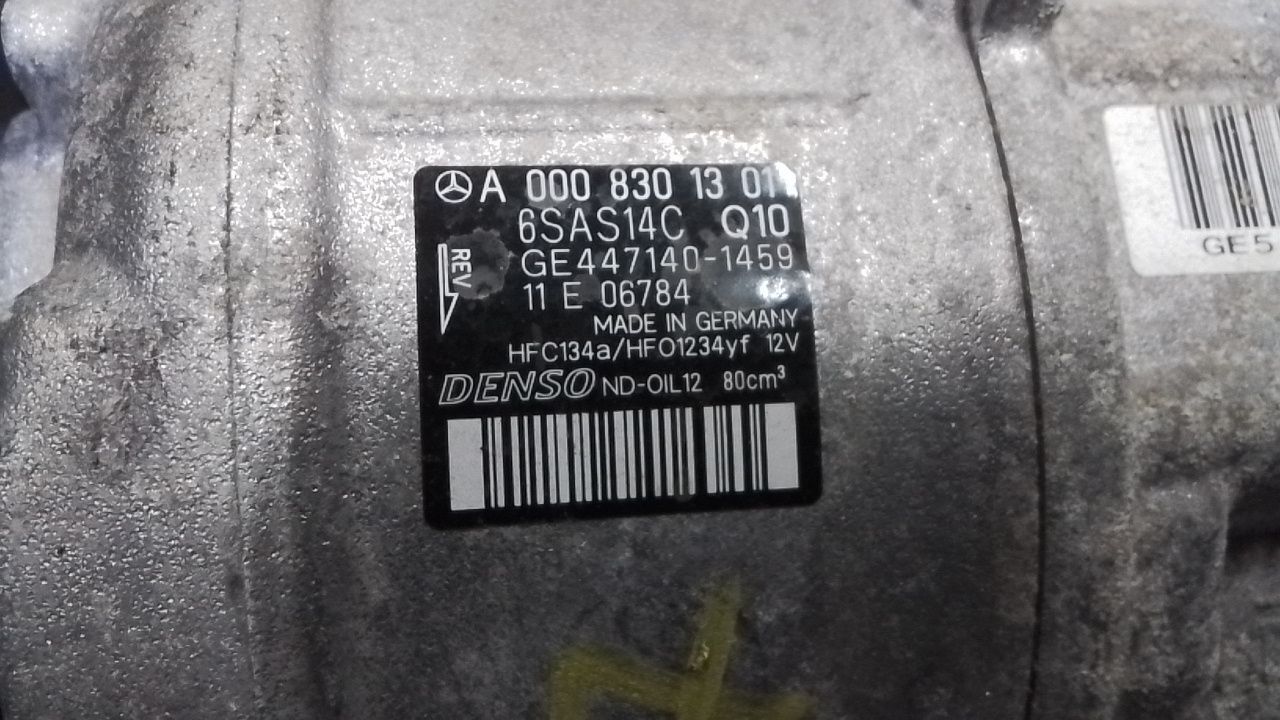 A 000 830 13 01
6SAS14C Q10
REV
GE447140-1459
11 E 06784
MADE IN GERMANY
HFC134a/HFO1234yf 12V
DENSO ND-OIL12 80cm³
GE5